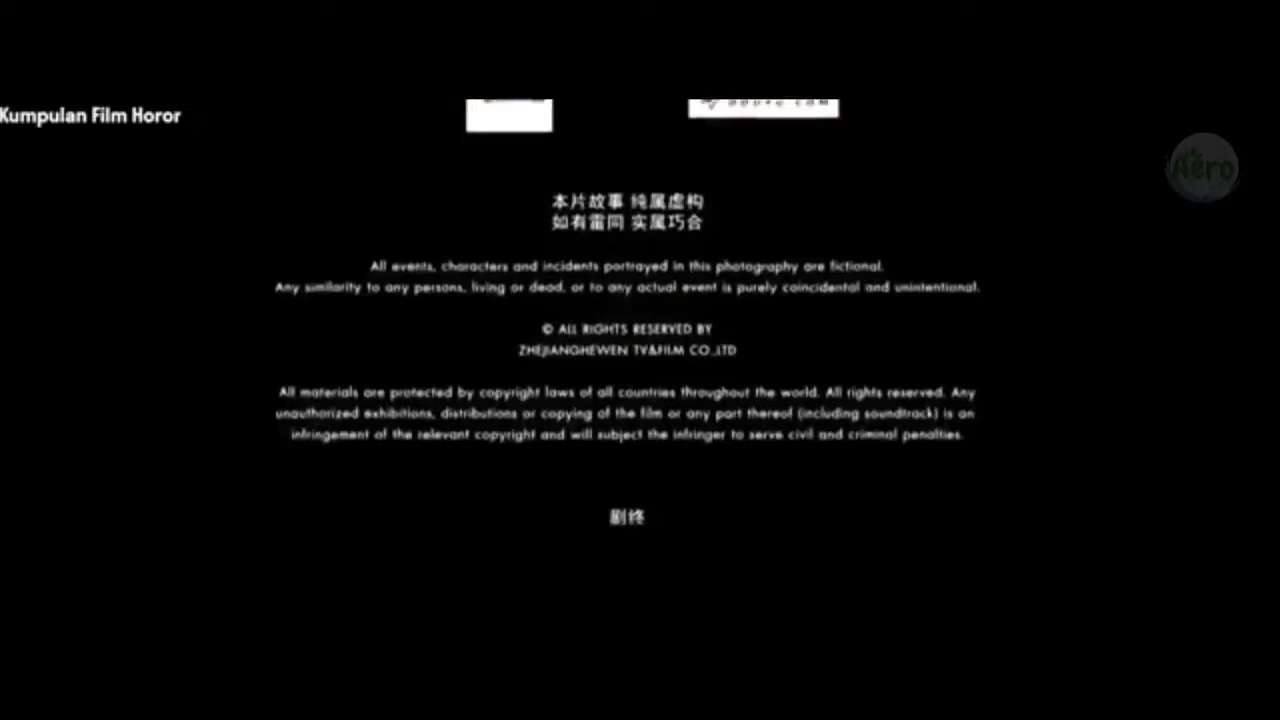 Kumpulan Film Horor
Aero
本片故事 纯属虚构
如有雷同 实属巧合
All events, characters and incidents portrayed in this photography are fictional.
Any similarity to any persons, living or dead, or to any actual event is purely coincidental and unintentional.
© ALL RIGHTS RESERVED BY
ZHEJIANGHEWEN TV&FILM CO.,LTD
All materials are protected by copyright laws of all countries throughout the world. All rights reserved. Any
unauthorized exhibitions, distributions or copying of the film or any part thereof (including soundtrack) is an
infringement of the relevant copyright and will subject the infringer to serve civil and criminal penalties.
剧终